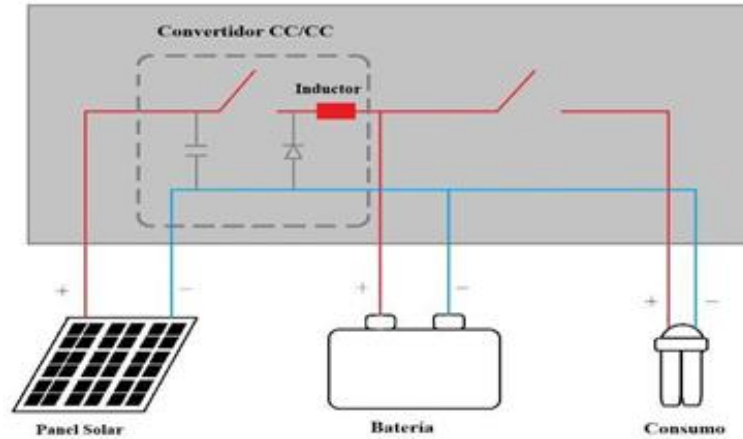 Convertidor CC/CC
Inductor
+ − + − + −
Panel Solar
Batería
Consumo